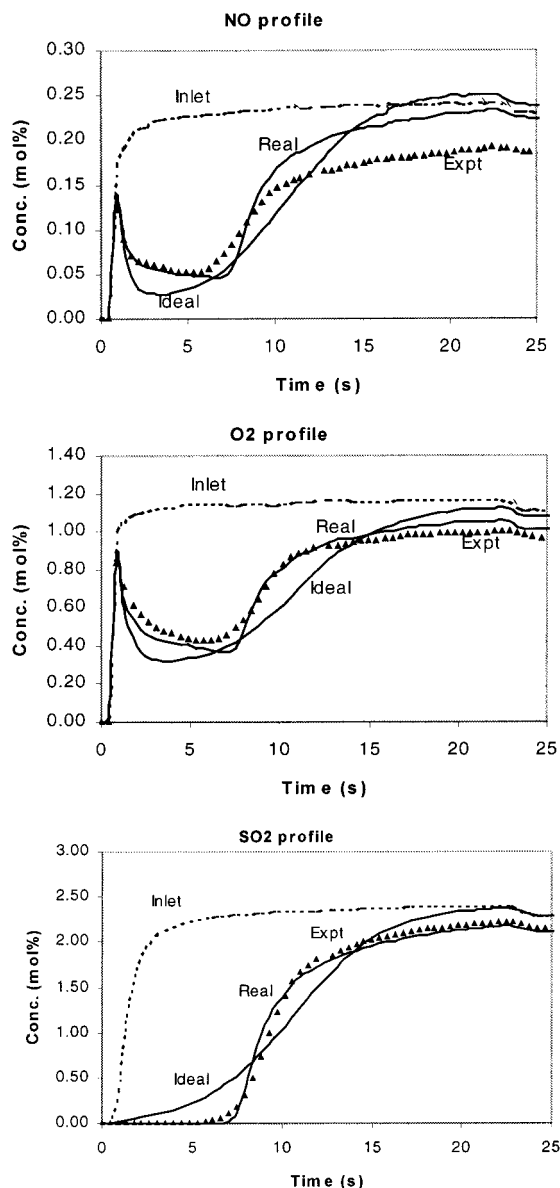 NO profile
0.30
0.25
0.20
0.15
0.10
0.05
0.00
Conc. (mol%)
Inlet
Real
Expt
Ideal
0 5 10 15 20 25
Time (s)
O2 profile
1.40
1.20
1.00
0.80
0.60
0.40
0.20
0.00
Conc. (mol%)
Inlet
Real
Expt
Ideal
0 5 10 15 20 25
Time (s)
SO2 profile
3.00
2.50
2.00
1.50
1.00
0.50
0.00
Conc. (mol%)
Inlet
Expt
Real
Ideal
0 5 10 15 20 25
Time (s)